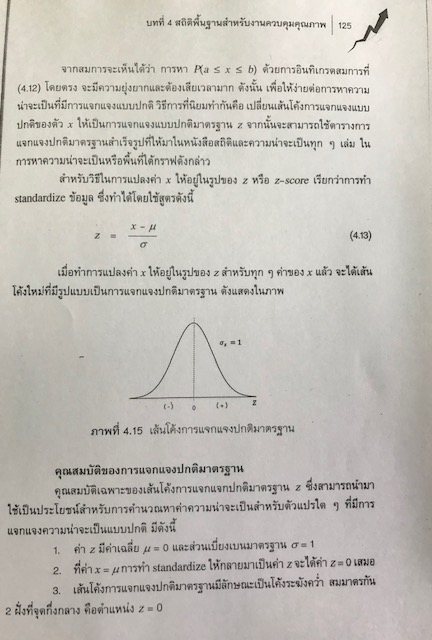 บทที่ 4 สถิติพื้นฐานสำหรับงานควบคุมคุณภาพ | 125
จากสมการจะเห็นได้ว่า การหา P(a ≤ x ≤ b) ด้วยการอินทิเกรตสมการที่
(4.12) โดยตรง จะมีความยุ่งยากและต้องเสียเวลามาก ดังนั้น เพื่อให้ง่ายต่อการหาความ
น่าจะเป็นที่มีการแจกแจงแบบปกติ วิธีการที่นิยมทำกันคือ เปลี่ยนเส้นโค้งการแจกแจงแบบ
ปกติของตัว x ให้เป็นการแจกแจงแบบปกติมาตรฐาน z จากนั้นจะสามารถใช้ตารางการ
แจกแจงปกติมาตรฐานสำเร็จรูปที่ให้มาในหนังสือสถิติและความน่าจะเป็นทุก ๆ เล่ม ใน
การหาความน่าจะเป็นหรือพื้นที่ใต้กราฟดังกล่าว
สำหรับวิธีในการแปลงค่า x ให้อยู่ในรูปของ z หรือ z-score เรียกว่าการทำ
standardize ข้อมูล ซึ่งทำได้โดยใช้สูตรดังนี้
z = (x − μ) / σ (4.13)
เมื่อทำการแปลงค่า x ให้อยู่ในรูปของ z สำหรับทุก ๆ ค่าของ x แล้ว จะได้เส้น
โค้งใหม่ที่มีรูปแบบเป็นการแจกแจงปกติมาตรฐาน ดังแสดงในภาพ
σz = 1
(-) 0 (+) Z
ภาพที่ 4.15 เส้นโค้งการแจกแจงปกติมาตรฐาน
คุณสมบัติของการแจกแจงปกติมาตรฐาน
คุณสมบัติเฉพาะของเส้นโค้งการแจกแจกปกติมาตรฐาน z ซึ่งสามารถนำมา
ใช้เป็นประโยชน์สำหรับการคำนวณหาค่าความน่าจะเป็นสำหรับตัวแปรใด ๆ ที่มีการ
แจกแจงความน่าจะเป็นแบบปกติ มีดังนี้
1. ค่า z มีค่าเฉลี่ย μ = 0 และส่วนเบี่ยงเบนมาตรฐาน σ = 1
2. ที่ค่า x = μ การทำ standardize ให้กลายมาเป็นค่า z จะได้ค่า z = 0 เสมอ
3. เส้นโค้งการแจกแจงปกติมาตรฐานมีลักษณะเป็นโค้งระฆังคว่ำ สมมาตรกัน
2 ฝั่งที่จุดกึ่งกลาง คือตำแหน่ง z = 0